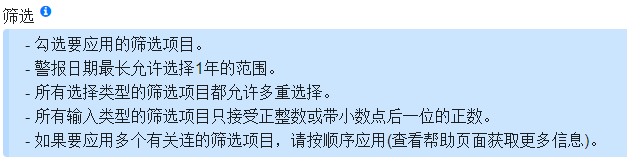 筛选
- 勾选要应用的筛选项目。
- 警报日期最长允许选择1年的范围。
- 所有选择类型的筛选项目都允许多重选择。
- 所有输入类型的筛选项目只接受正整数或带小数点后一位的正数。
- 如果要应用多个有关连的筛选项目，请按顺序应用(查看帮助页面获取更多信息)。